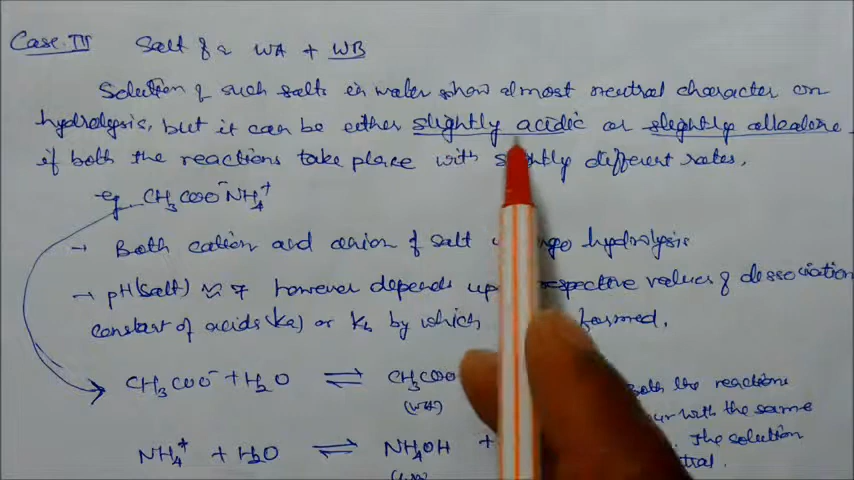 Case.III Salt of a WA + WB
Solution of such salts in water show almost neutral character on
hydrolysis, but it can be either slightly acidic or slightly alkaline
if both the reactions take place with slightly different rates.
eg CH₃COO⁻NH₄⁺
→ Both cation and anion of salt hydrolysis
→ pH(salt) ≈ 7 however depends respective values of dissociation
constant of acids (Ka) or Kb by which formed.
CH₃COO⁻ + H₂O ⇌ CH₃COO
(WA) Both the reactions
with the same
NH₄⁺ + H₂O ⇌ NH₄OH + . The solution